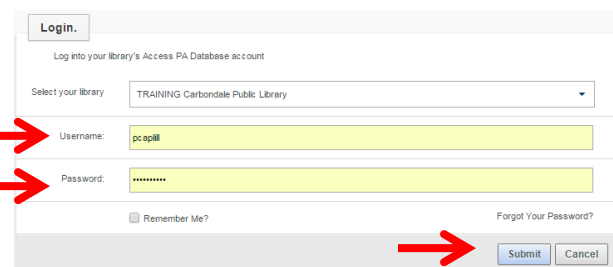 Login.
Log into your library's Access PA Database account
Select your library TRAINING Carbondale Public Library
Username: pcaplill
Password: ••••••••••
Remember Me? Forgot Your Password?
Submit Cancel